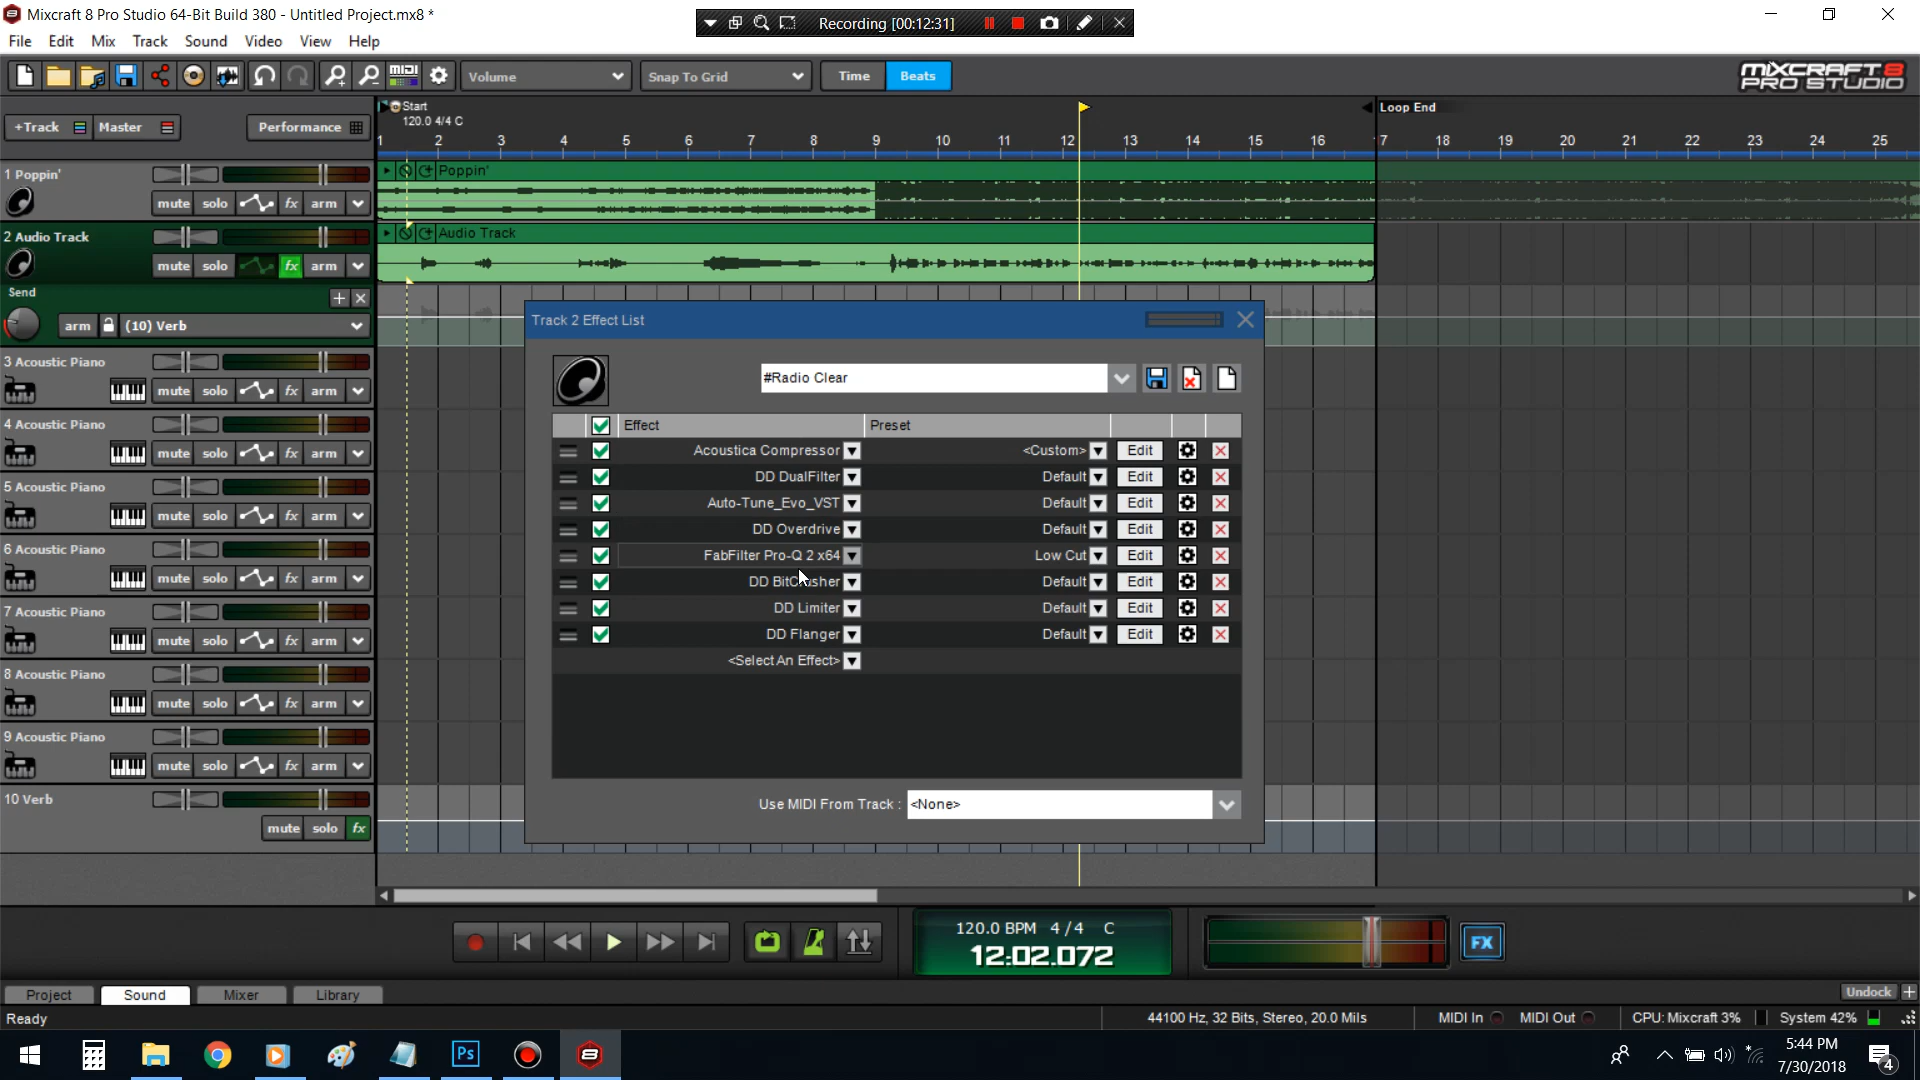 Mixcraft 8 Pro Studio 64-Bit Build 380 - Untitled Project.mx8 *
Recording [00:12:31]
File Edit Mix Track Sound Video View Help
MIDI
Volume
Snap To Grid
Time Beats
MIXCRAFT 8
PRO STUDIO
+Track Master Performance
Start
120.0 4/4 C
Loop End
1 2 3 4 5 6 7 8 9 10 11 12 13 14 15 16 17 18 19 20 21 22 23 24 25
1 Poppin'
mute solo fx arm
Poppin'
2 Audio Track
mute solo fx arm
Audio Track
Send
arm (10) Verb
3 Acoustic Piano
mute solo fx arm
4 Acoustic Piano
mute solo fx arm
5 Acoustic Piano
mute solo fx arm
6 Acoustic Piano
mute solo fx arm
7 Acoustic Piano
mute solo fx arm
8 Acoustic Piano
mute solo fx arm
9 Acoustic Piano
mute solo fx arm
10 Verb
mute solo fx
Track 2 Effect List
#Radio Clear
Effect Preset
Acoustica Compressor <Custom> Edit
DD DualFilter Default Edit
Auto-Tune_Evo_VST Default Edit
DD Overdrive Default Edit
FabFilter Pro-Q 2 x64 Low Cut Edit
DD BitCrusher Default Edit
DD Limiter Default Edit
DD Flanger Default Edit
<Select An Effect>
Use MIDI From Track : <None>
120.0 BPM 4/4 C
12:02.072
FX
Project Sound Mixer Library
Undock
Ready
44100 Hz, 32 Bits, Stereo, 20.0 Mils
MIDI In MIDI Out
CPU: Mixcraft 3% System 42%
Ps
8
5:44 PM
7/30/2018
4